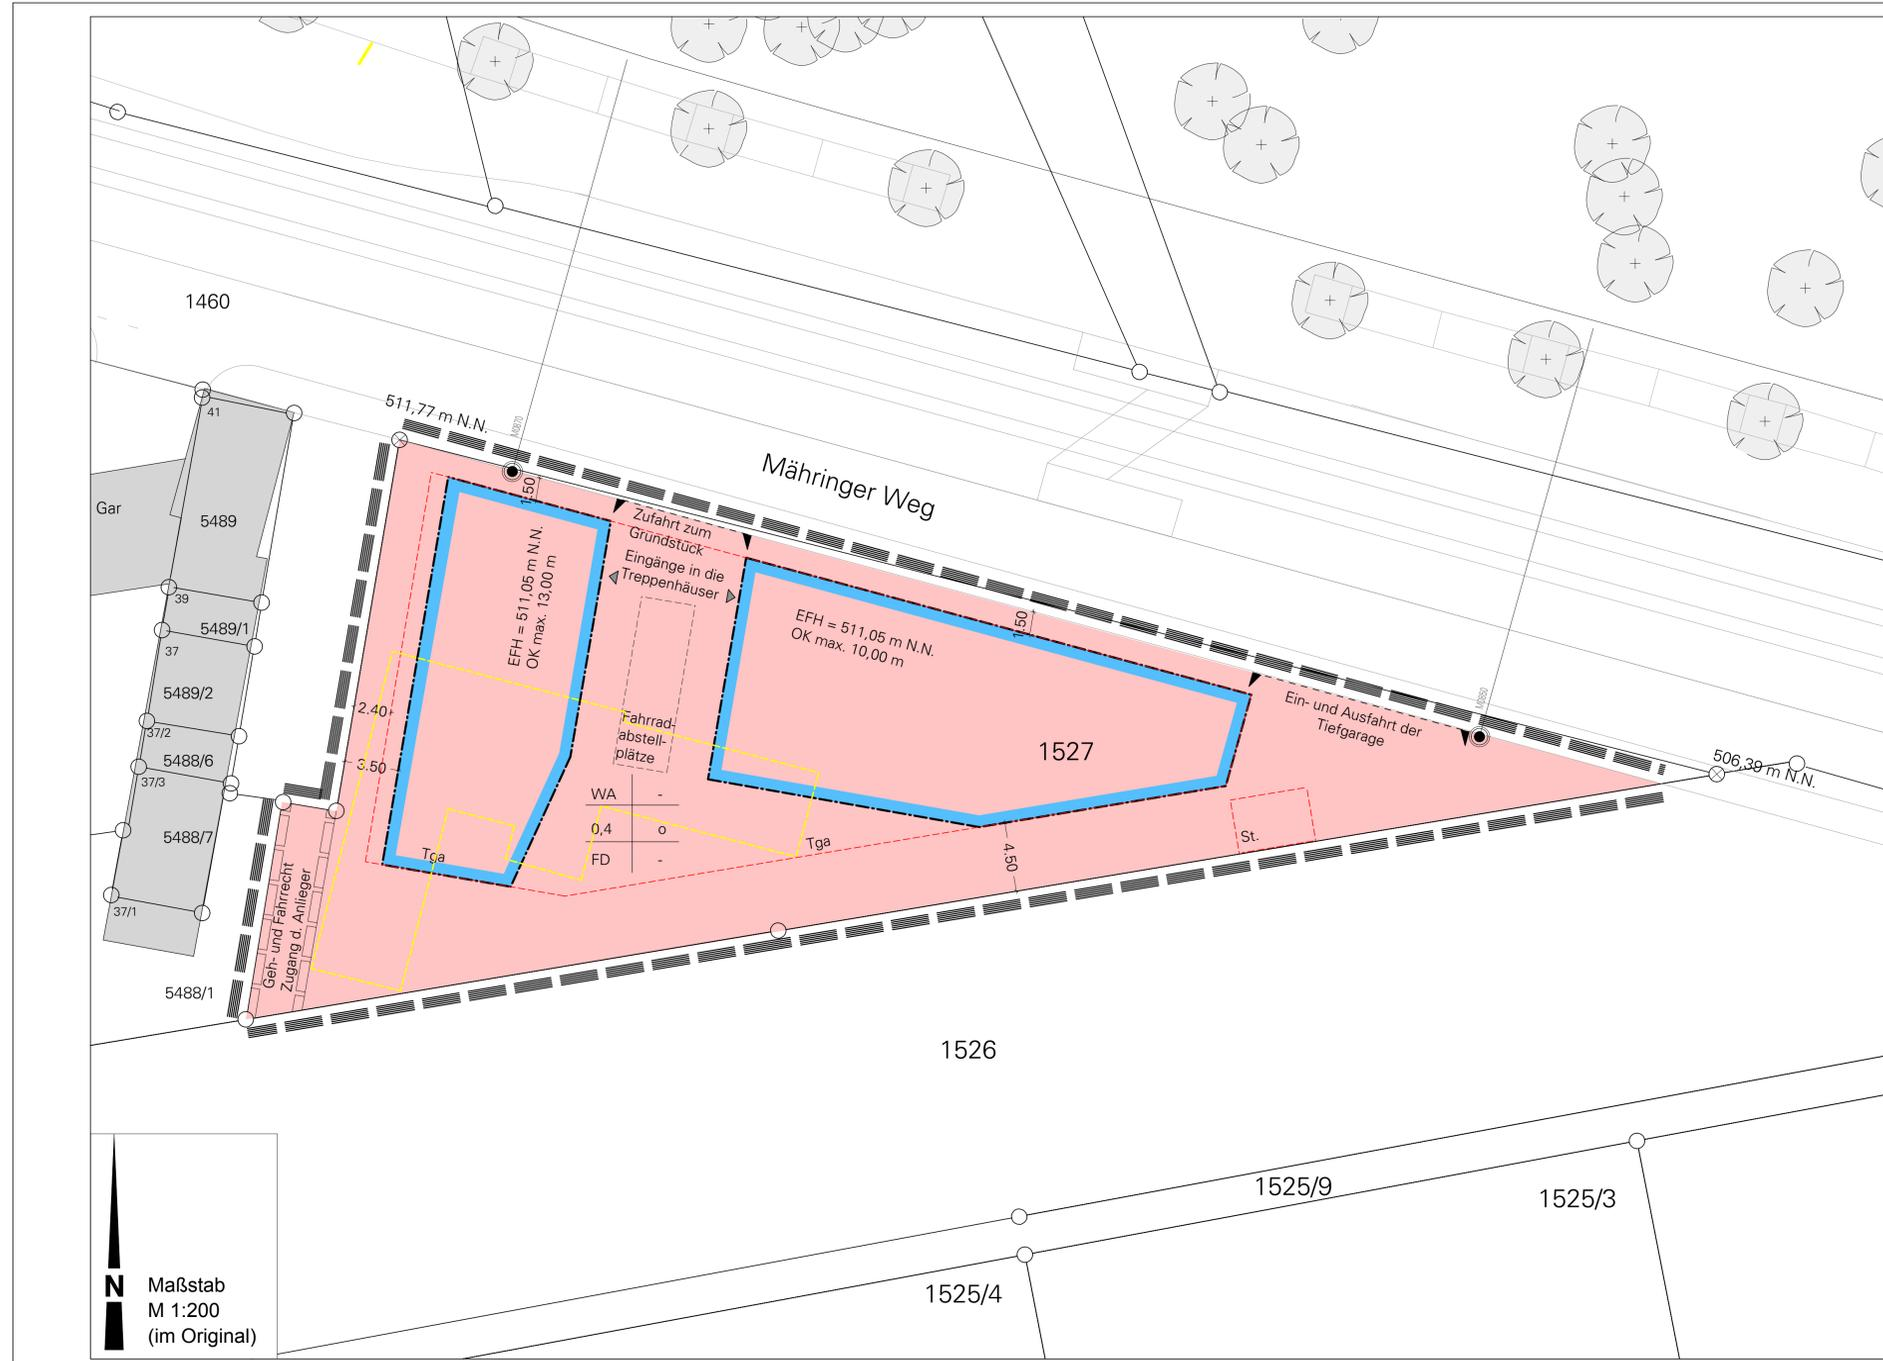 1460
511,77 m N.N.
M0870
Mähringer Weg
41
Gar
5489
39
5489/1
37
5489/2
37/2
5488/6
37/3
5488/7
37/1
5488/1
1.50
Zufahrt zum
Grundstück
Eingänge in die
Treppenhäuser
EFH = 511,05 m N.N.
OK max. 13,00 m
EFH = 511,05 m N.N.
OK max. 10,00 m
1.50
Ein- und Ausfahrt der
Tiefgarage
M0850
506,39 m N.N.
2.40
3.50
Fahrrad-
abstell-
plätze
1527
WA -
0,4 o
FD -
Tga
Tga
St.
4.50
Geh- und Fahrrecht
Zugang d. Anlieger
1526
1525/9
1525/3
1525/4
N
Maßstab
M 1:200
(im Original)